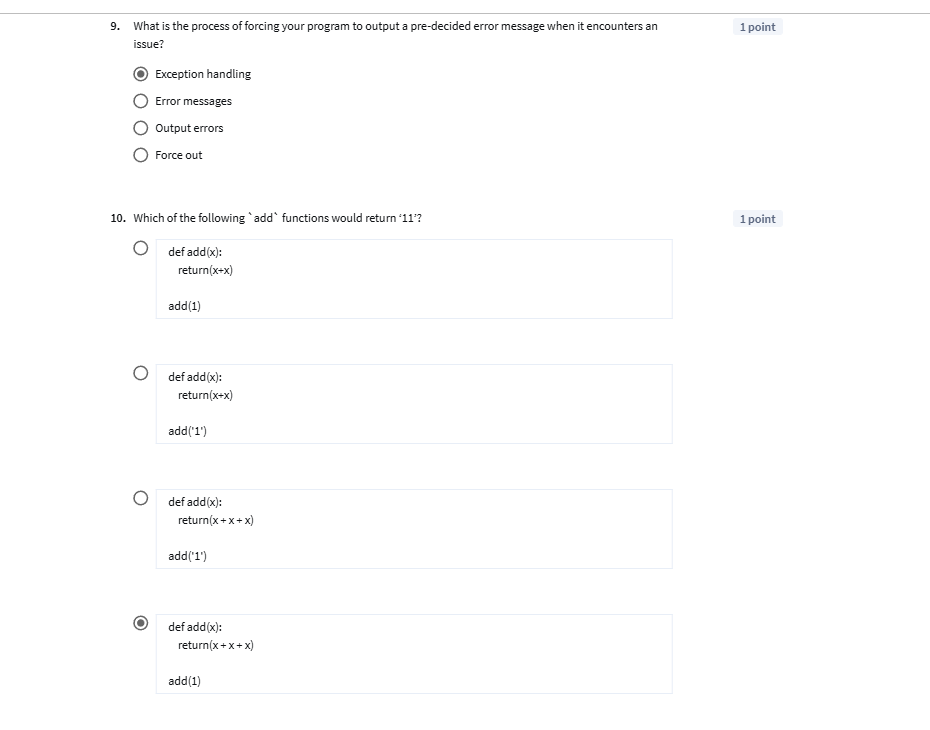 9. What is the process of forcing your program to output a pre-decided error message when it encounters an
issue?
1 point
Exception handling
Error messages
Output errors
Force out
10. Which of the following `add` functions would return ‘11’?
1 point
def add(x):
return(x+x)
add(1)
def add(x):
return(x+x)
add('1')
def add(x):
return(x + x + x)
add('1')
def add(x):
return(x + x + x)
add(1)